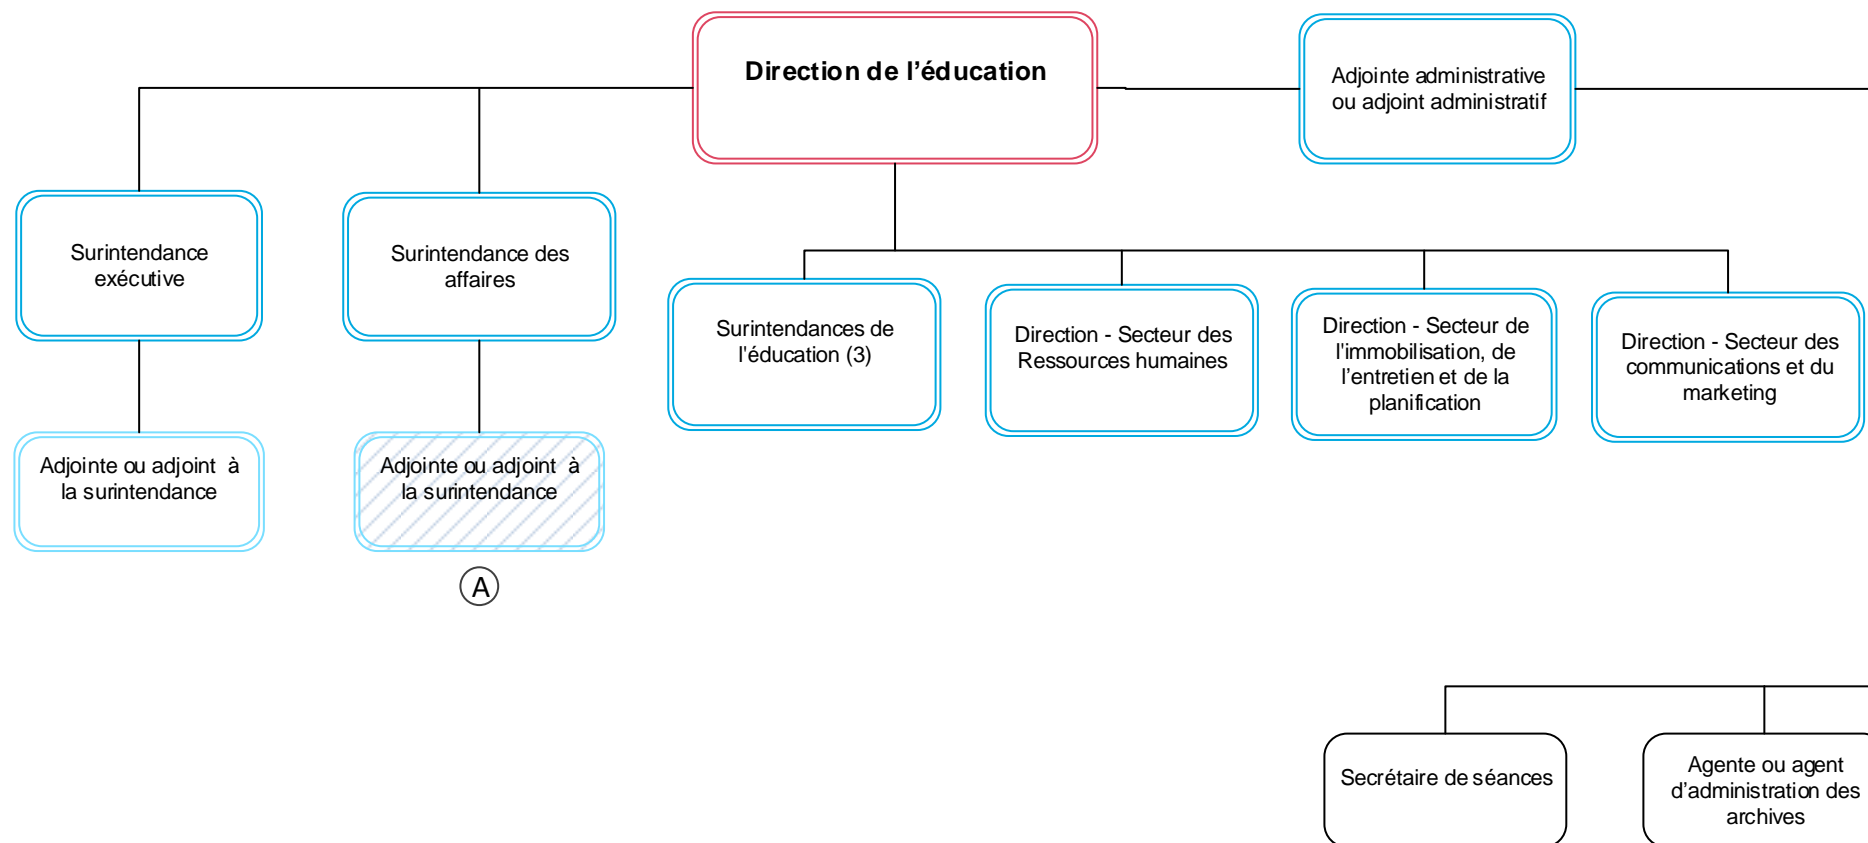 Direction de l’éducation
Adjointe administrative
ou adjoint administratif
Surintendance
exécutive
Surintendance des
affaires
Surintendances de
l'éducation (3)
Direction - Secteur des
Ressources humaines
Direction - Secteur de
l'immobilisation, de
l’entretien et de la
planification
Direction - Secteur des
communications et du
marketing
Adjointe ou adjoint à
la surintendance
Adjointe ou adjoint à
la surintendance
A
Secrétaire de séances
Agente ou agent
d’administration des
archives